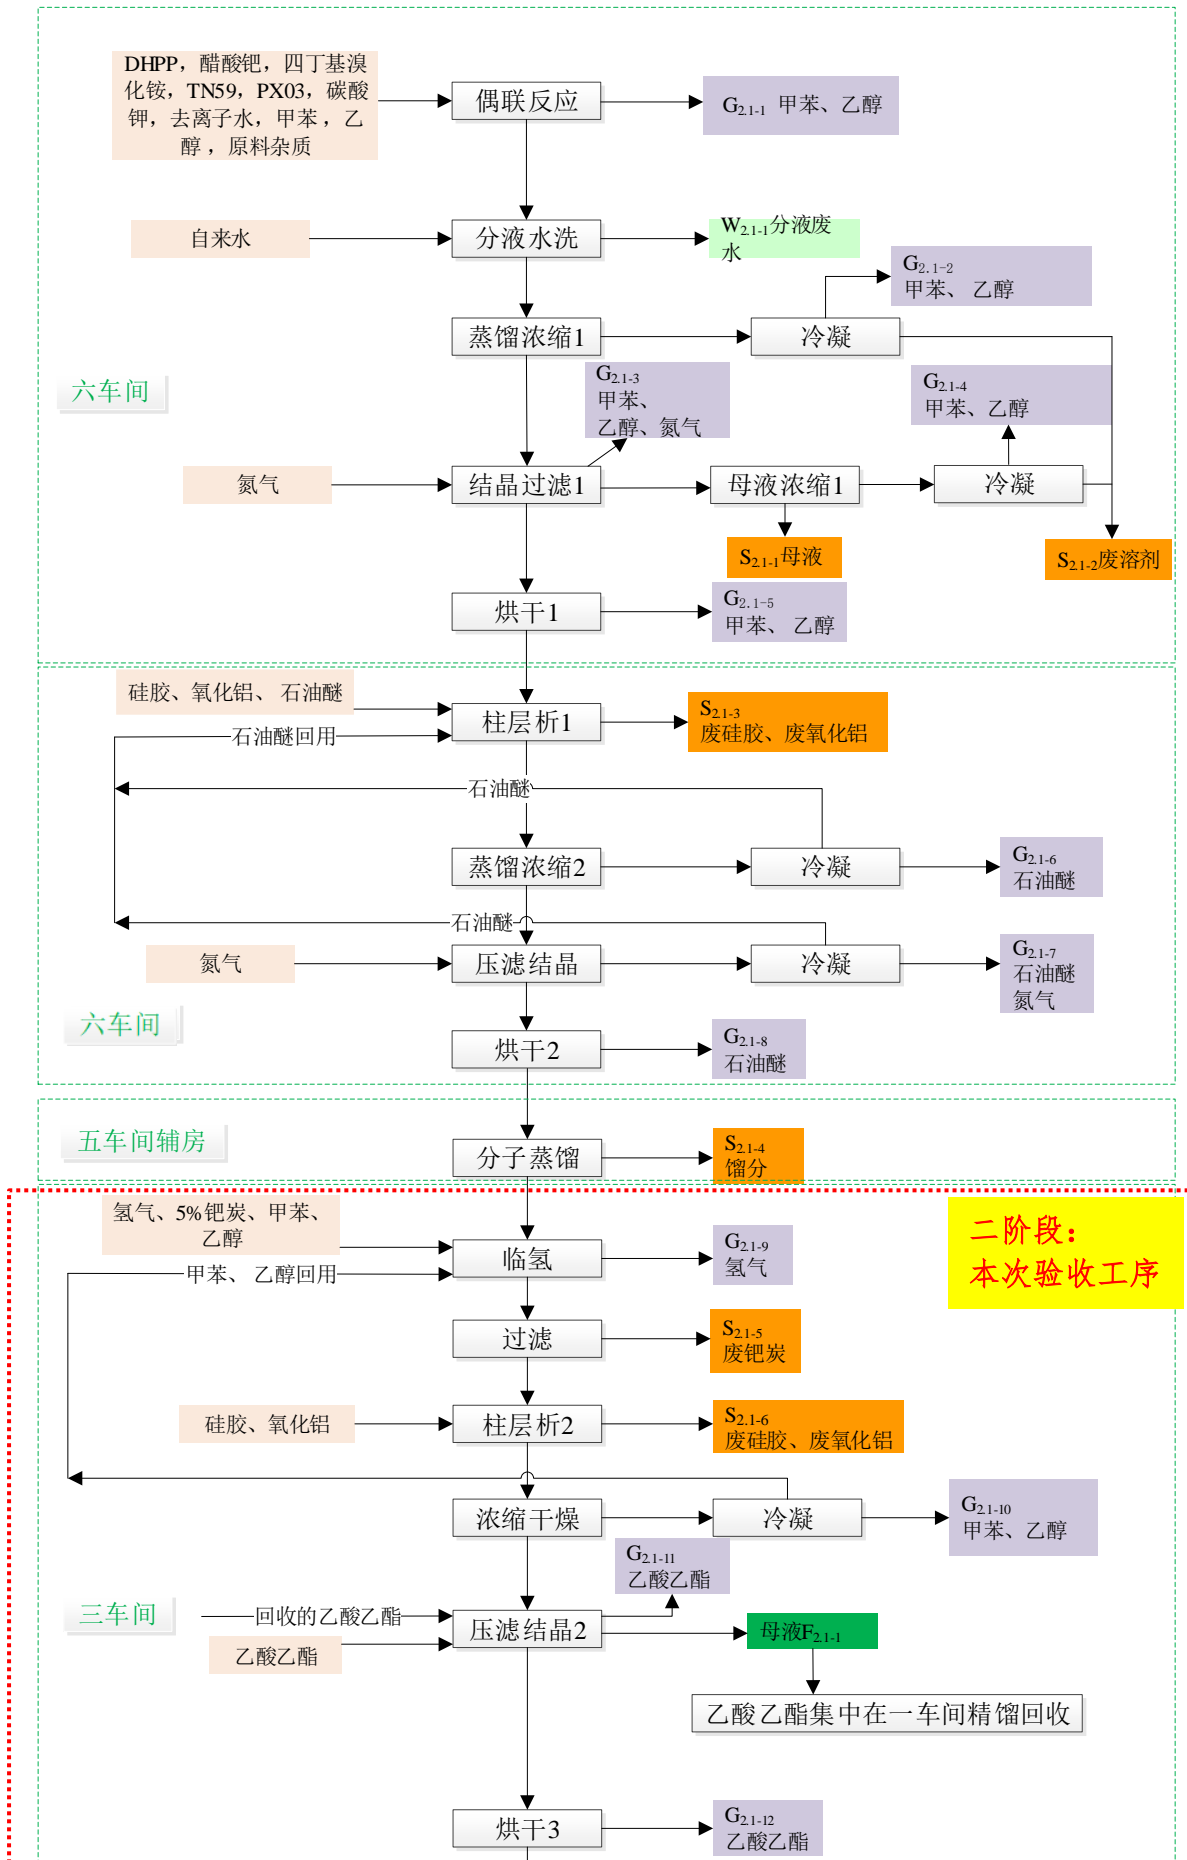 DHPP，醋酸钯，四丁基溴
化铵，TN59，PX03，碳酸
钾，去离子水，甲苯，乙
醇，原料杂质
偶联反应
G2.1-1 甲苯、乙醇
自来水
分液水洗
W2.1-1分液废
水
G2.1-2
甲苯、 乙醇
蒸馏浓缩1
冷凝
六车间
G2.1-3
甲苯、
乙醇、氮气
G2.1-4
甲苯、乙醇
氮气
结晶过滤1
母液浓缩1
冷凝
S2.1-1母液
S2.1-2废溶剂
烘干1
G2.1-5
甲苯、 乙醇
硅胶、氧化铝、 石油醚
石油醚回用
柱层析1
S2.1-3
废硅胶、废氧化铝
石油醚
蒸馏浓缩2
冷凝
G2.1-6
石油醚
石油醚
氮气
压滤结晶
冷凝
G2.1-7
石油醚
氮气
六车间
烘干2
G2.1-8
石油醚
五车间辅房
分子蒸馏
S2.1-4
馏分
氢气、5%钯炭、甲苯、
乙醇
甲苯、 乙醇回用
临氢
G2.1-9
氢气
二阶段：
本次验收工序
过滤
S2.1-5
废钯炭
硅胶、氧化铝
柱层析2
S2.1-6
废硅胶、废氧化铝
浓缩干燥
冷凝
G2.1-10
甲苯、乙醇
G2.1-11
乙酸乙酯
三车间
回收的乙酸乙酯
乙酸乙酯
压滤结晶2
母液F2.1-1
乙酸乙酯集中在一车间精馏回收
烘干3
G2.1-12
乙酸乙酯